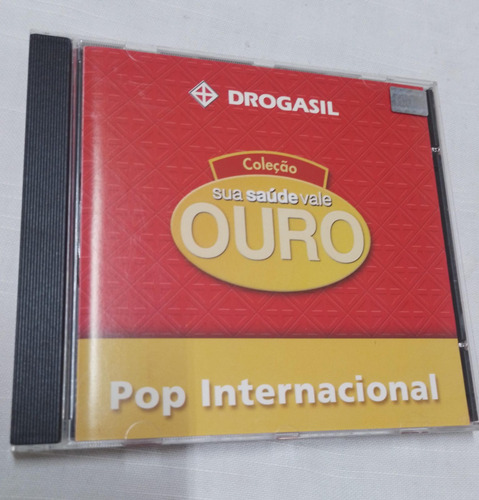 DROGASIL
Coleção
sua saúde vale
OURO
Pop Internacional